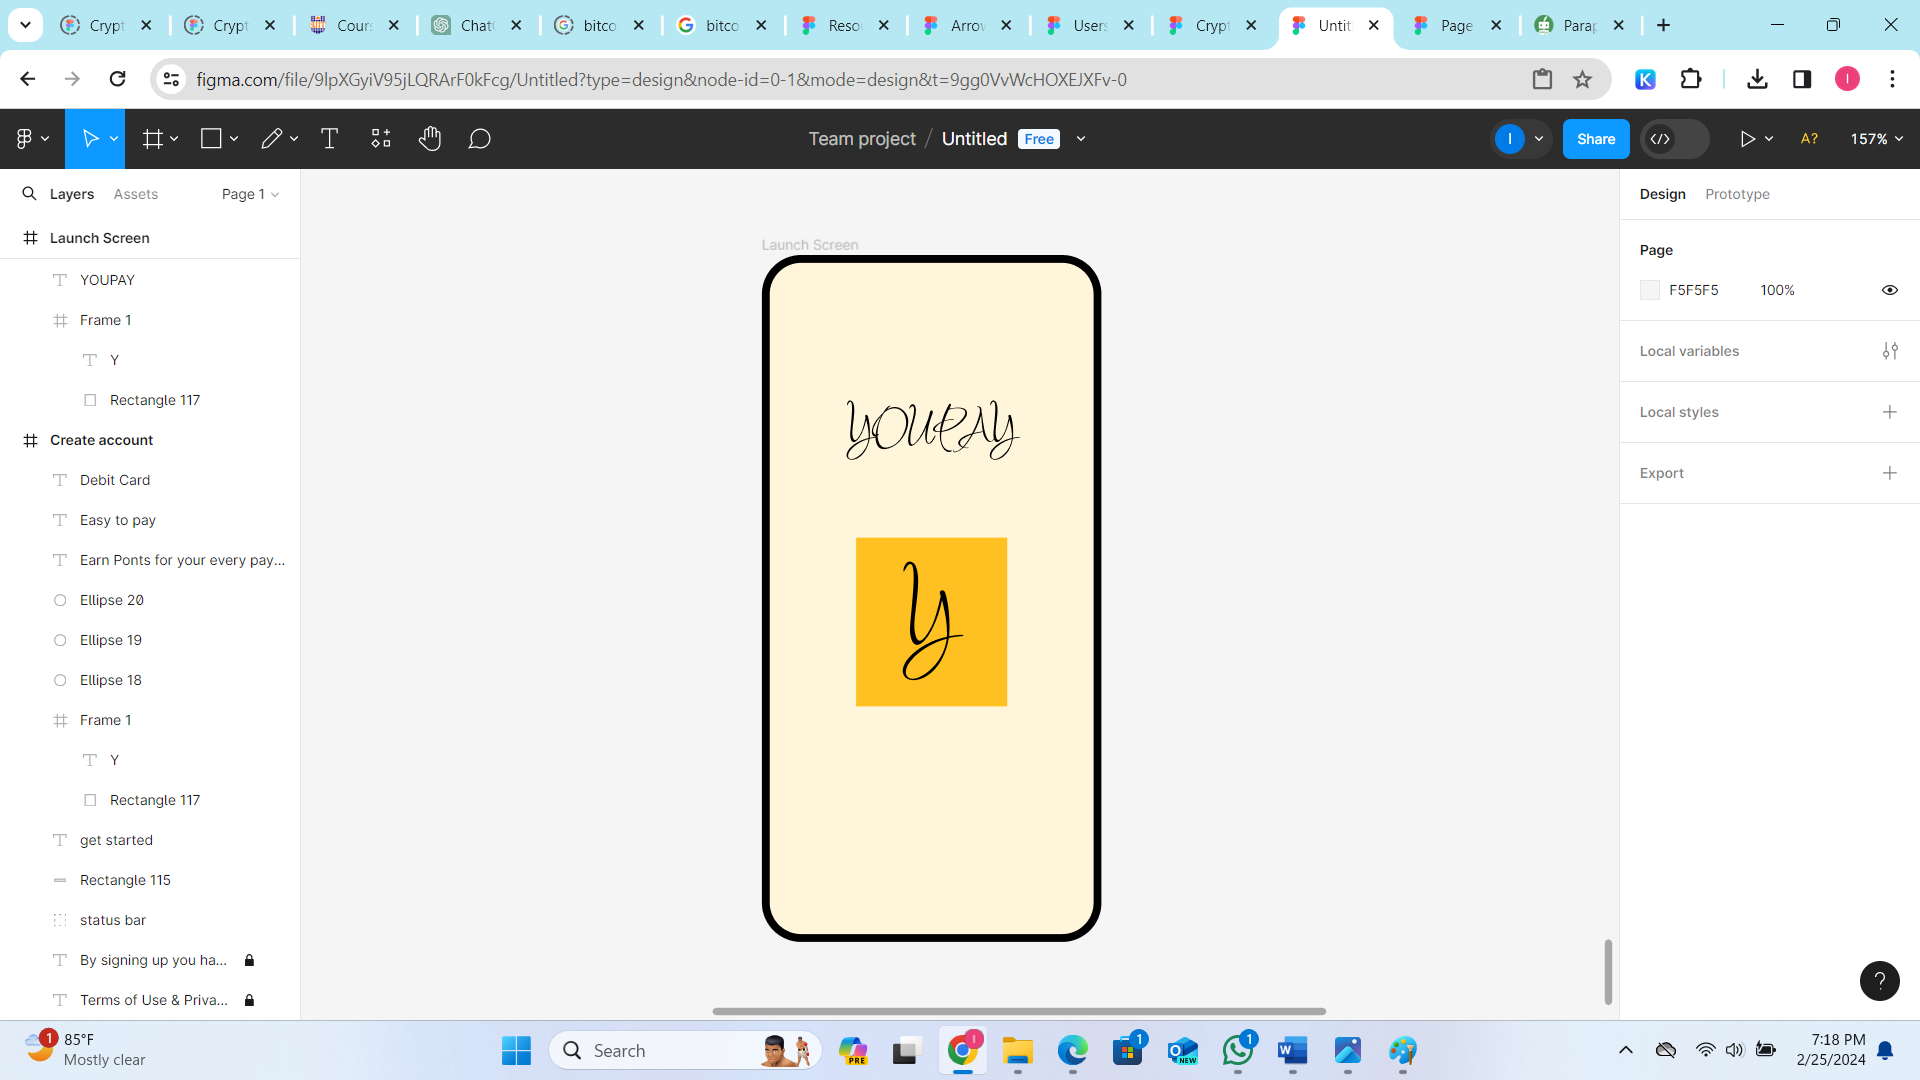 Crypt
Crypt
Cour
Chat
bitco
bitco
Reso
Arrov
Users
Crypt
Untit
Page
Parap
figma.com/file/9lpXGyiV95jLQRArF0kFcg/Untitled?type=design&node-id=0-1&mode=design&t=9gg0VvWcHOXEJXFv-0
K
I
Team project / Untitled Free
I
Share
A?
157%
Layers
Assets
Page 1
Launch Screen
YOUPAY
Frame 1
Y
Rectangle 117
Create account
Debit Card
Easy to pay
Earn Ponts for your every pay...
Ellipse 20
Ellipse 19
Ellipse 18
Frame 1
Y
Rectangle 117
get started
Rectangle 115
status bar
By signing up you ha...
Terms of Use & Priva...
Launch Screen
YOUPAY
Y
Design
Prototype
Page
F5F5F5
100%
Local variables
Local styles
Export
?
1
85°F
Mostly clear
Search
PRE
I
1
NEW
1
W
7:18 PM
2/25/2024